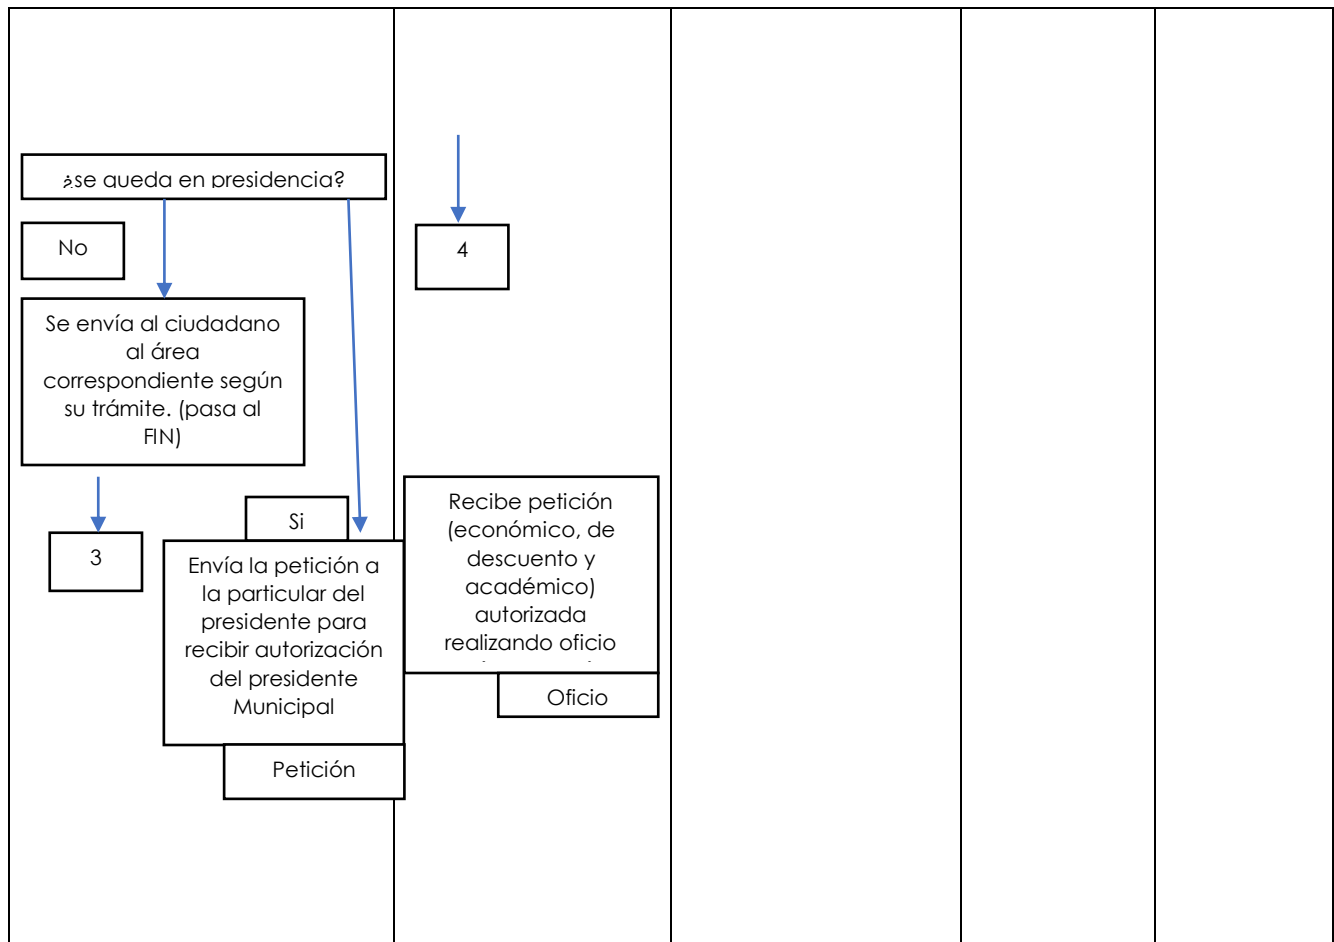 ¿se queda en presidencia?
No
4
Se envía al ciudadano
al área
correspondiente según
su trámite. (pasa al
FIN)
3
Si
Envía la petición a
la particular del
presidente para
recibir autorización
del presidente
Municipal
Petición
Recibe petición
(económico, de
descuento y
académico)
autorizada
realizando oficio
Oficio